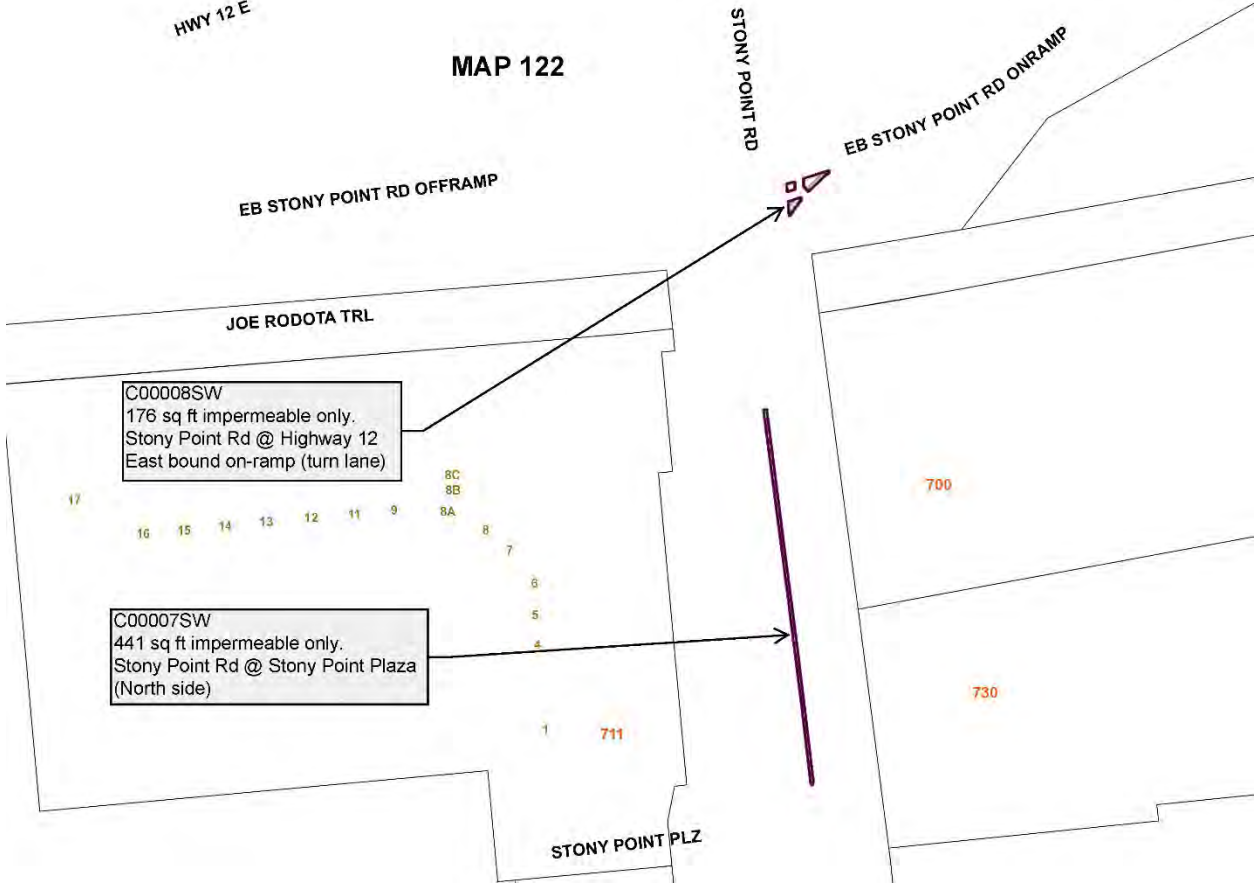 HWY 12 E
MAP 122
STONY POINT RD
EB STONY POINT RD ONRAMP
EB STONY POINT RD OFFRAMP
JOE RODOTA TRL
C00008SW
176 sq ft impermeable only.
Stony Point Rd @ Highway 12
East bound on-ramp (turn lane)
8C
8B
8A
17
16
15
14
13
12
11
9
8
7
6
5
4
700
C00007SW
441 sq ft impermeable only.
Stony Point Rd @ Stony Point Plaza
(North side)
730
1
711
STONY POINT PLZ